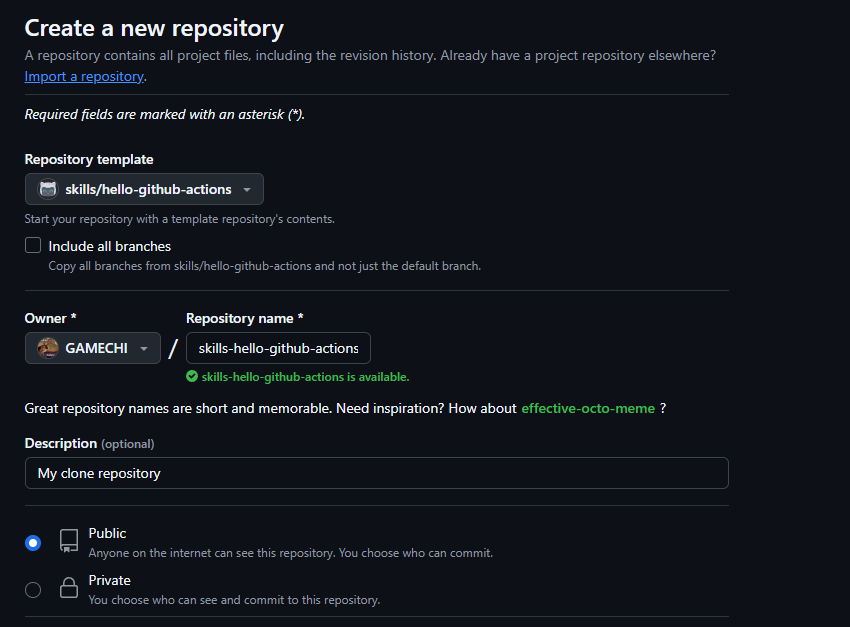 Create a new repository
A repository contains all project files, including the revision history. Already have a project repository elsewhere?
Import a repository.
Required fields are marked with an asterisk (*).
Repository template
skills/hello-github-actions
Start your repository with a template repository's contents.
Include all branches
Copy all branches from skills/hello-github-actions and not just the default branch.
Owner * Repository name *
GAMECHI / skills-hello-github-actions
skills-hello-github-actions is available.
Great repository names are short and memorable. Need inspiration? How about effective-octo-meme ?
Description (optional)
My clone repository
Public
Anyone on the internet can see this repository. You choose who can commit.
Private
You choose who can see and commit to this repository.